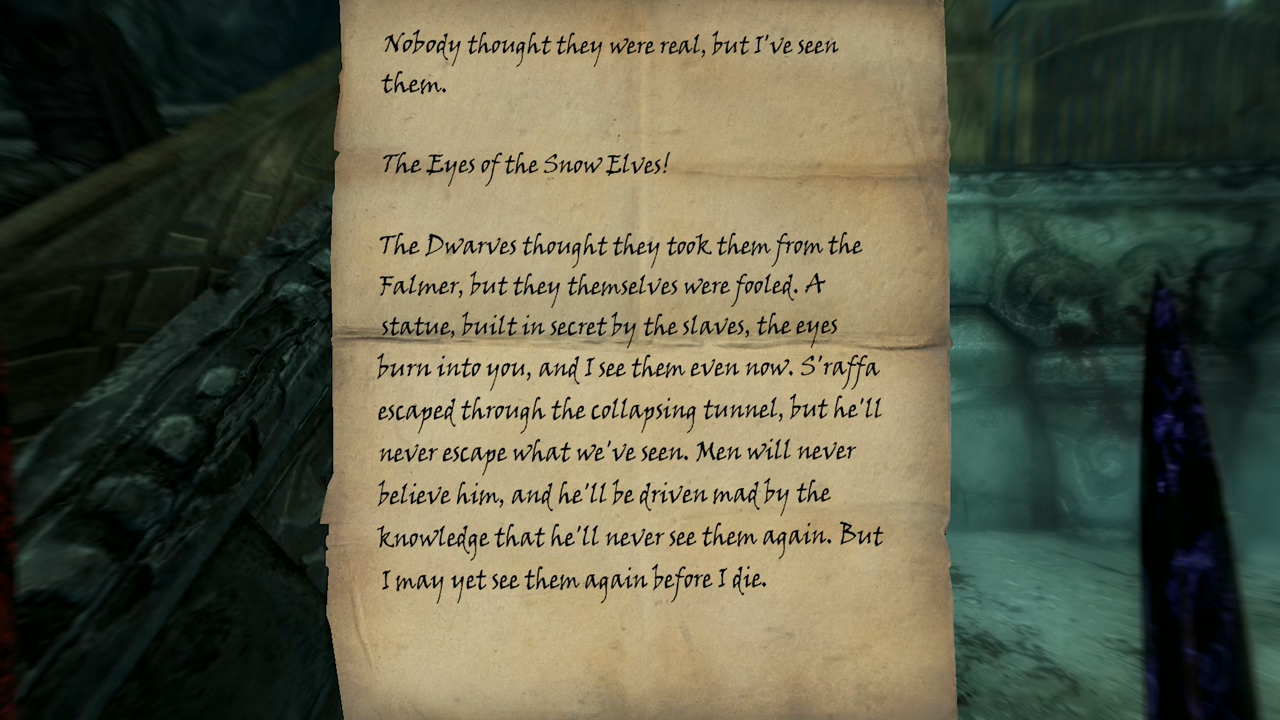 Nobody thought they were real, but I've seen
them.
The Eyes of the Snow Elves!
The Dwarves thought they took them from the
Falmer, but they themselves were fooled. A
statue, built in secret by the slaves, the eyes
burn into you, and I see them even now. S'raffa
escaped through the collapsing tunnel, but he'll
never escape what we've seen. Men will never
believe him, and he'll be driven mad by the
knowledge that he'll never see them again. But
I may yet see them again before I die.